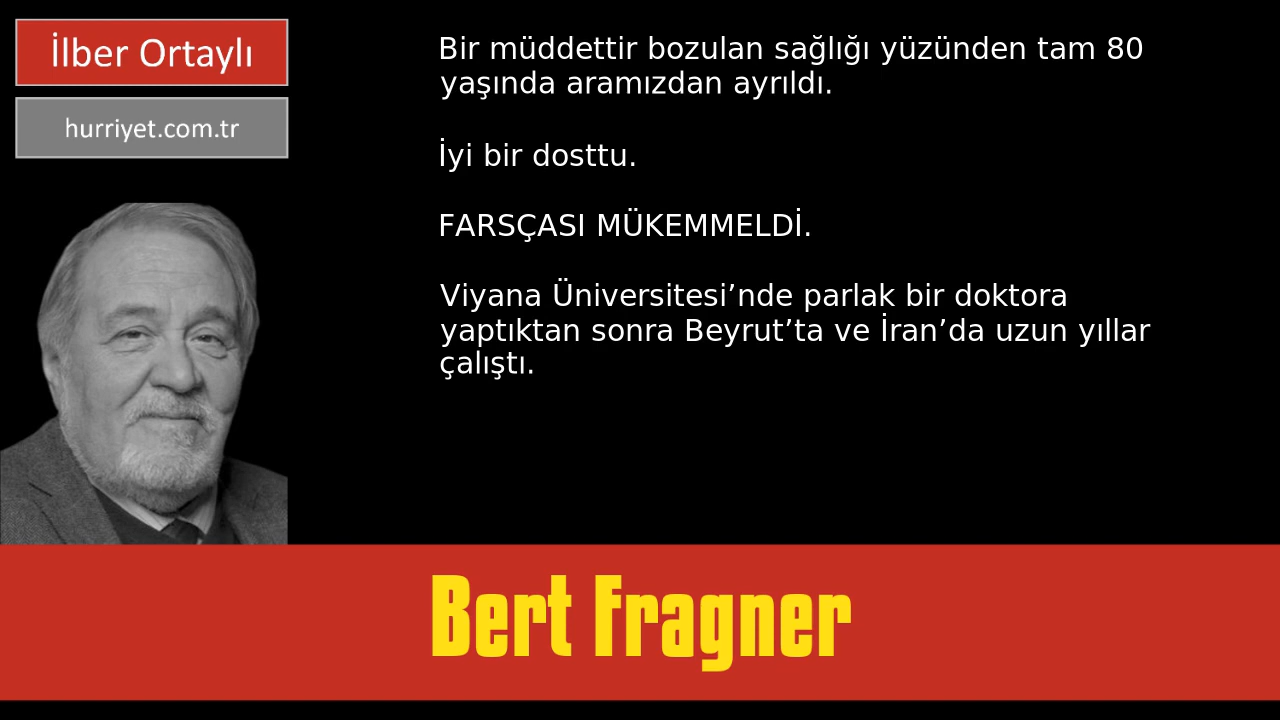 İlber Ortaylı
hurriyet.com.tr
Bir müddettir bozulan sağlığı yüzünden tam 80
yaşında aramızdan ayrıldı.
İyi bir dosttu.
FARSÇASI MÜKEMMELDİ.
Viyana Üniversitesi’nde parlak bir doktora
yaptıktan sonra Beyrut’ta ve İran’da uzun yıllar
çalıştı.
Bert Fragner